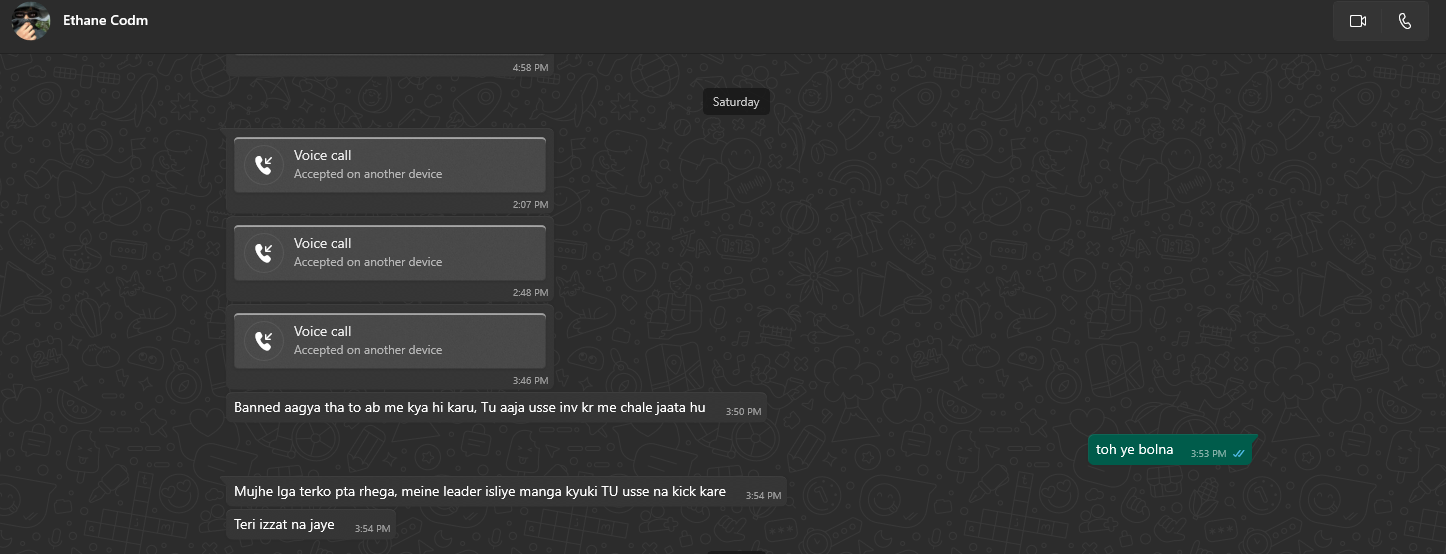 Ethane Codm
4:58 PM
Saturday
Voice call
Accepted on another device
2:07 PM
Voice call
Accepted on another device
2:48 PM
Voice call
Accepted on another device
3:46 PM
Banned aagya tha to ab me kya hi karu, Tu aaja usse inv kr me chale jaata hu 3:50 PM
toh ye bolna 3:53 PM
Mujhe lga terko pta rhega, meine leader isliye manga kyuki TU usse na kick kare 3:54 PM
Teri izzat na jaye 3:54 PM